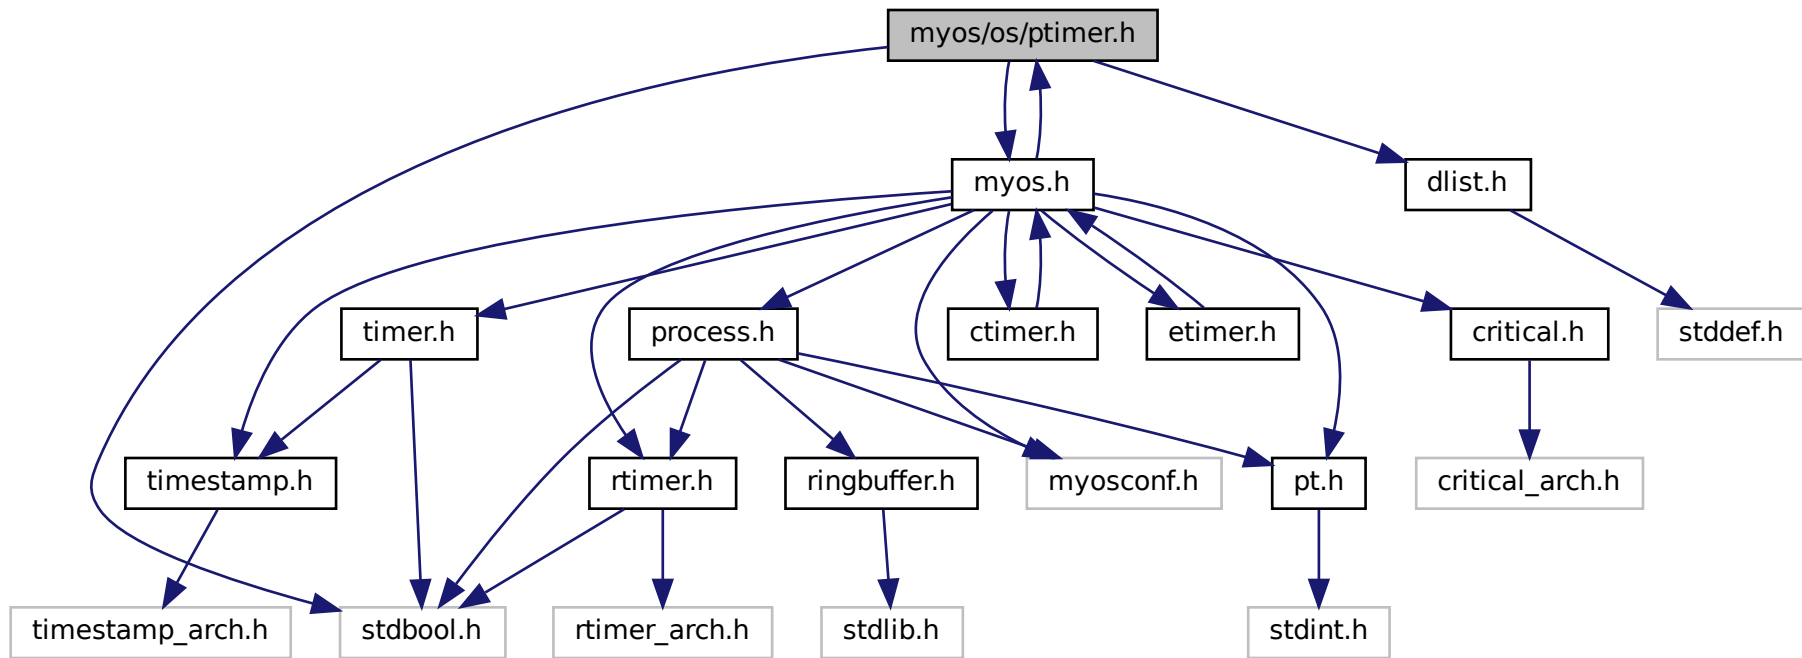 myos/os/ptimer.h
myos.h
dlist.h
timer.h
process.h
ctimer.h
etimer.h
critical.h
stddef.h
timestamp.h
rtimer.h
ringbuffer.h
myosconf.h
pt.h
critical_arch.h
timestamp_arch.h
stdbool.h
rtimer_arch.h
stdlib.h
stdint.h